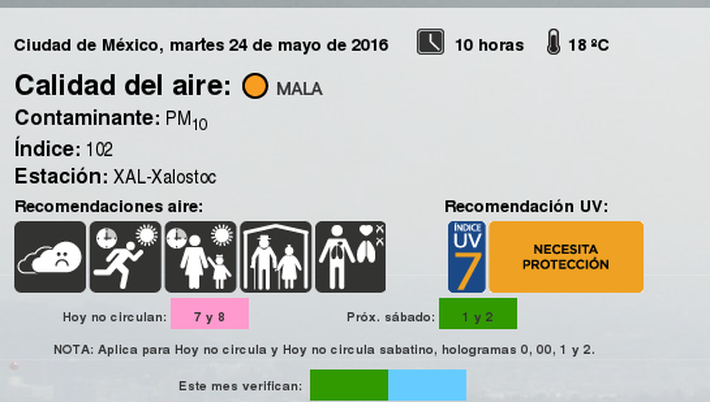 Ciudad de México, martes 24 de mayo de 2016 10 horas 18 ºC
Calidad del aire: MALA
Contaminante: PM10
Índice: 102
Estación: XAL-Xalostoc
Recomendaciones aire: Recomendación UV:
ÍNDICE
UV
7
NECESITA
PROTECCIÓN
Hoy no circulan: 7 y 8 Próx. sábado: 1 y 2
NOTA: Aplica para Hoy no circula y Hoy no circula sabatino, hologramas 0, 00, 1 y 2.
Este mes verifican: